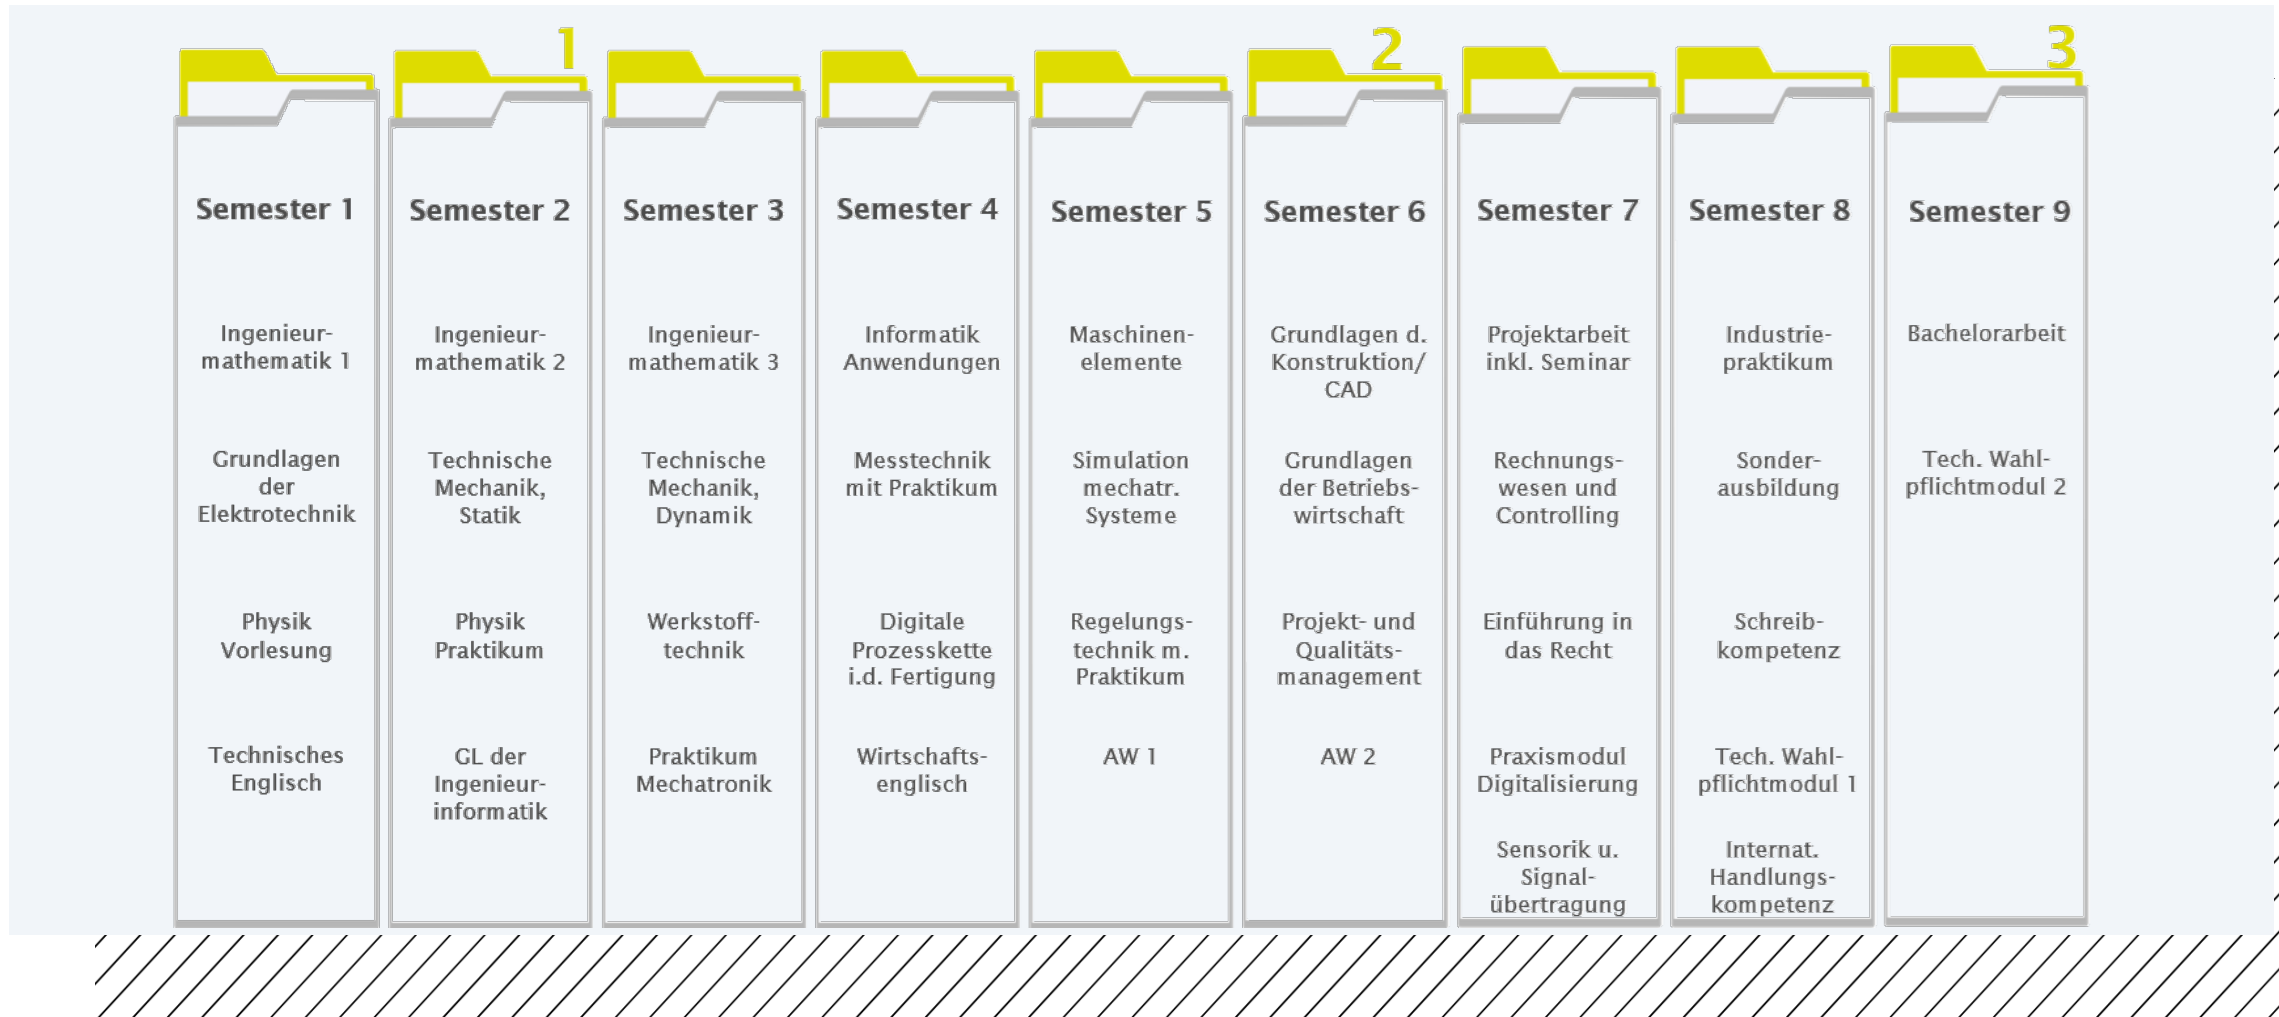 1
2
3
Semester 1
Ingenieur-
mathematik 1
Grundlagen
der
Elektrotechnik
Physik
Vorlesung
Technisches
Englisch
Semester 2
Ingenieur-
mathematik 2
Technische
Mechanik,
Statik
Physik
Praktikum
GL der
Ingenieur-
informatik
Semester 3
Ingenieur-
mathematik 3
Technische
Mechanik,
Dynamik
Werkstoff-
technik
Praktikum
Mechatronik
Semester 4
Informatik
Anwendungen
Messtechnik
mit Praktikum
Digitale
Prozesskette
i.d. Fertigung
Wirtschafts-
englisch
Semester 5
Maschinen-
elemente
Simulation
mechatr.
Systeme
Regelungs-
technik m.
Praktikum
AW 1
Semester 6
Grundlagen d.
Konstruktion/
CAD
Grundlagen
der Betriebs-
wirtschaft
Projekt- und
Qualitäts-
management
AW 2
Semester 7
Projektarbeit
inkl. Seminar
Rechnungs-
wesen und
Controlling
Einführung in
das Recht
Praxismodul
Digitalisierung
Sensorik u.
Signal-
übertragung
Semester 8
Industrie-
praktikum
Sonder-
ausbildung
Schreib-
kompetenz
Tech. Wahl-
pflichtmodul 1
Internat.
Handlungs-
kompetenz
Semester 9
Bachelorarbeit
Tech. Wahl-
pflichtmodul 2